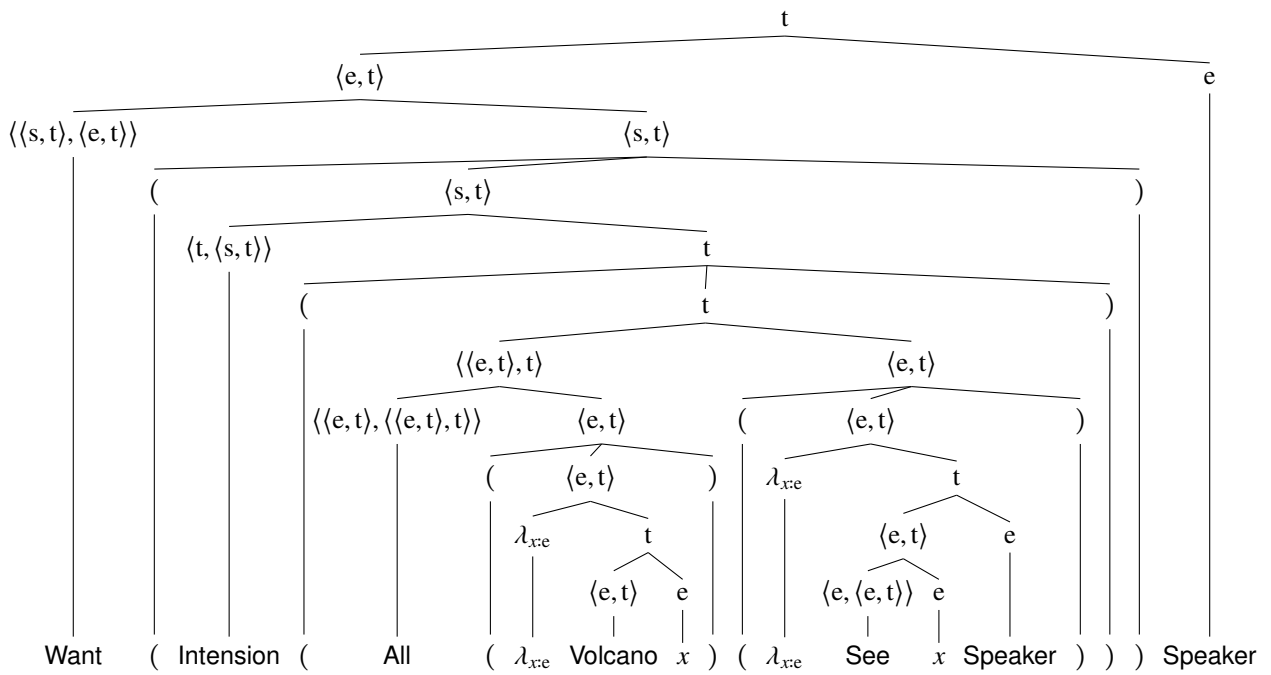 t
⟨e, t⟩ e
⟨⟨s, t⟩, ⟨e, t⟩⟩ ⟨s, t⟩
( ⟨s, t⟩ )
⟨t, ⟨s, t⟩⟩ t
( t )
⟨⟨e, t⟩, t⟩ ⟨e, t⟩
⟨⟨e, t⟩, ⟨⟨e, t⟩, t⟩⟩ ⟨e, t⟩ ( ⟨e, t⟩ )
( ⟨e, t⟩ ) λx:e t
λx:e t ⟨e, t⟩ e
⟨e, t⟩ e ⟨e, ⟨e, t⟩⟩ e
Want ( Intension ( All ( λx:e Volcano x ) ( λx:e See x Speaker ) ) ) Speaker